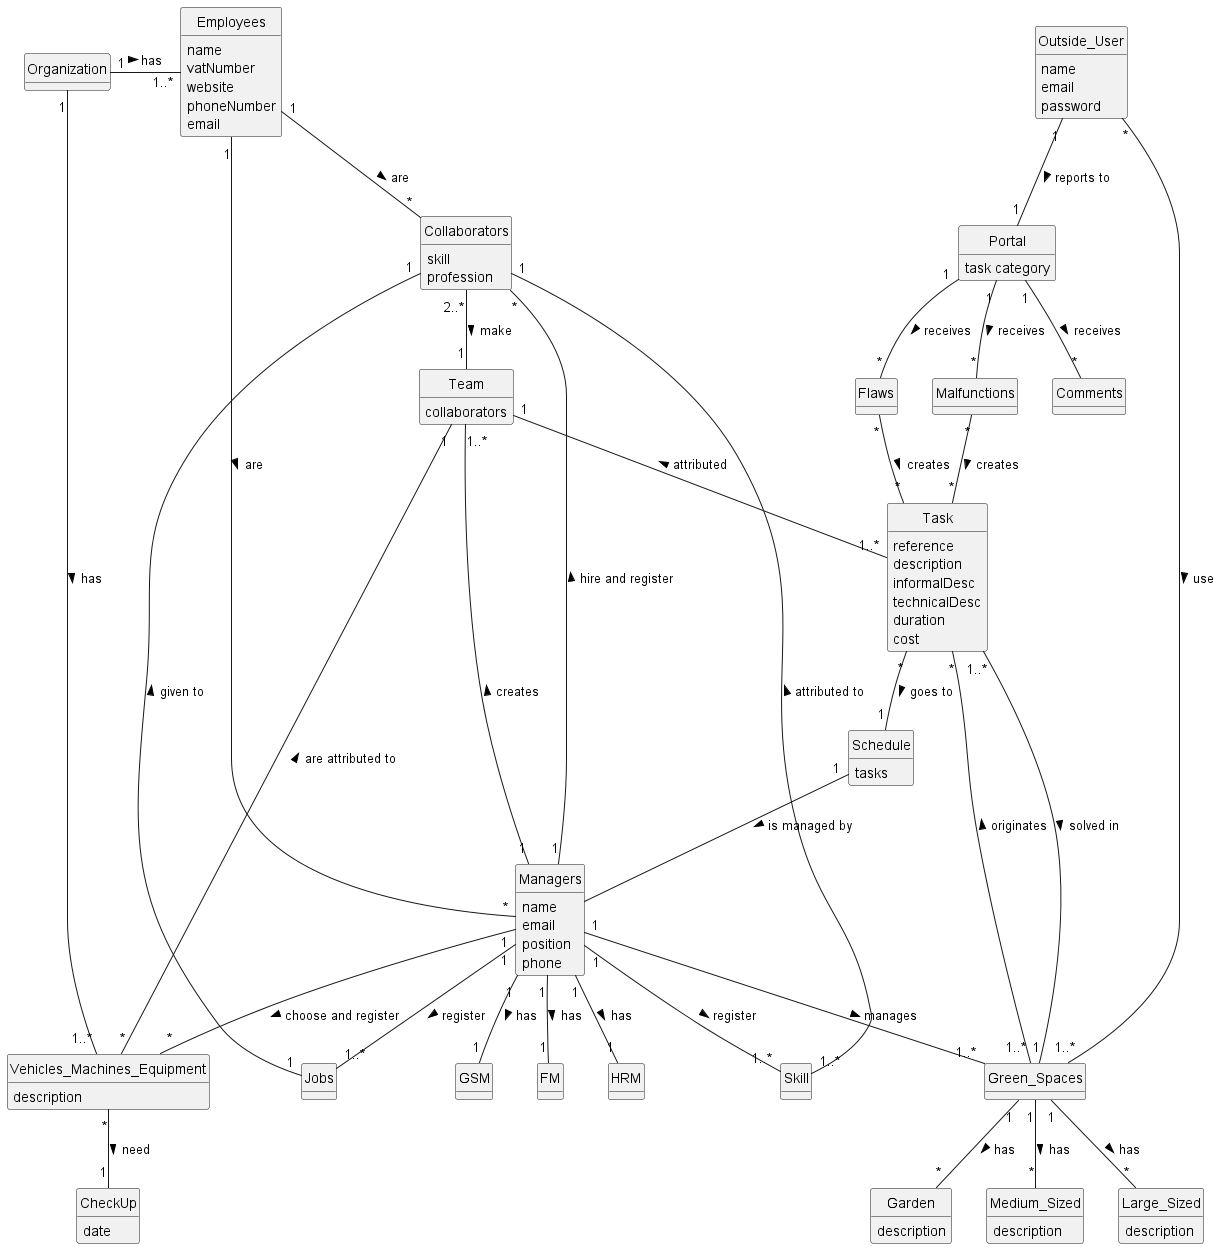 Employees
name
vatNumber
website
phoneNumber
email
Outside_User
name
email
password
Organization
1
has
1..*
1
1
1
1
*
are
*
reports to
1
Collaborators
skill
profession
Portal
task category
1
1
2..*
*
1
1
1
make
1
receives
receives
receives
*
*
*
Team
collaborators
Flaws
Malfunctions
Comments
1
1
1..*
*
*
are
attributed
creates
creates
*
*
Task
reference
description
informalDesc
technicalDesc
duration
cost
1..*
has
hire and register
use
*
*
1..*
given to
creates
attributed to
goes to
1
Schedule
tasks
are attributed to
1
is managed by
originates
solved in
1
1
Managers
name
email
position
phone
*
1
1
1
1
1
1
1
choose and register
register
has
has
has
register
manages
1..*
*
*
1
1..*
1
1
1
1..*
1..*
1..*
1..*
1
1..*
Vehicles_Machines_Equipment
description
Jobs
GSM
FM
HRM
Skill
Green_Spaces
*
need
1
1
1
1
has
has
has
*
*
*
CheckUp
date
Garden
description
Medium_Sized
description
Large_Sized
description